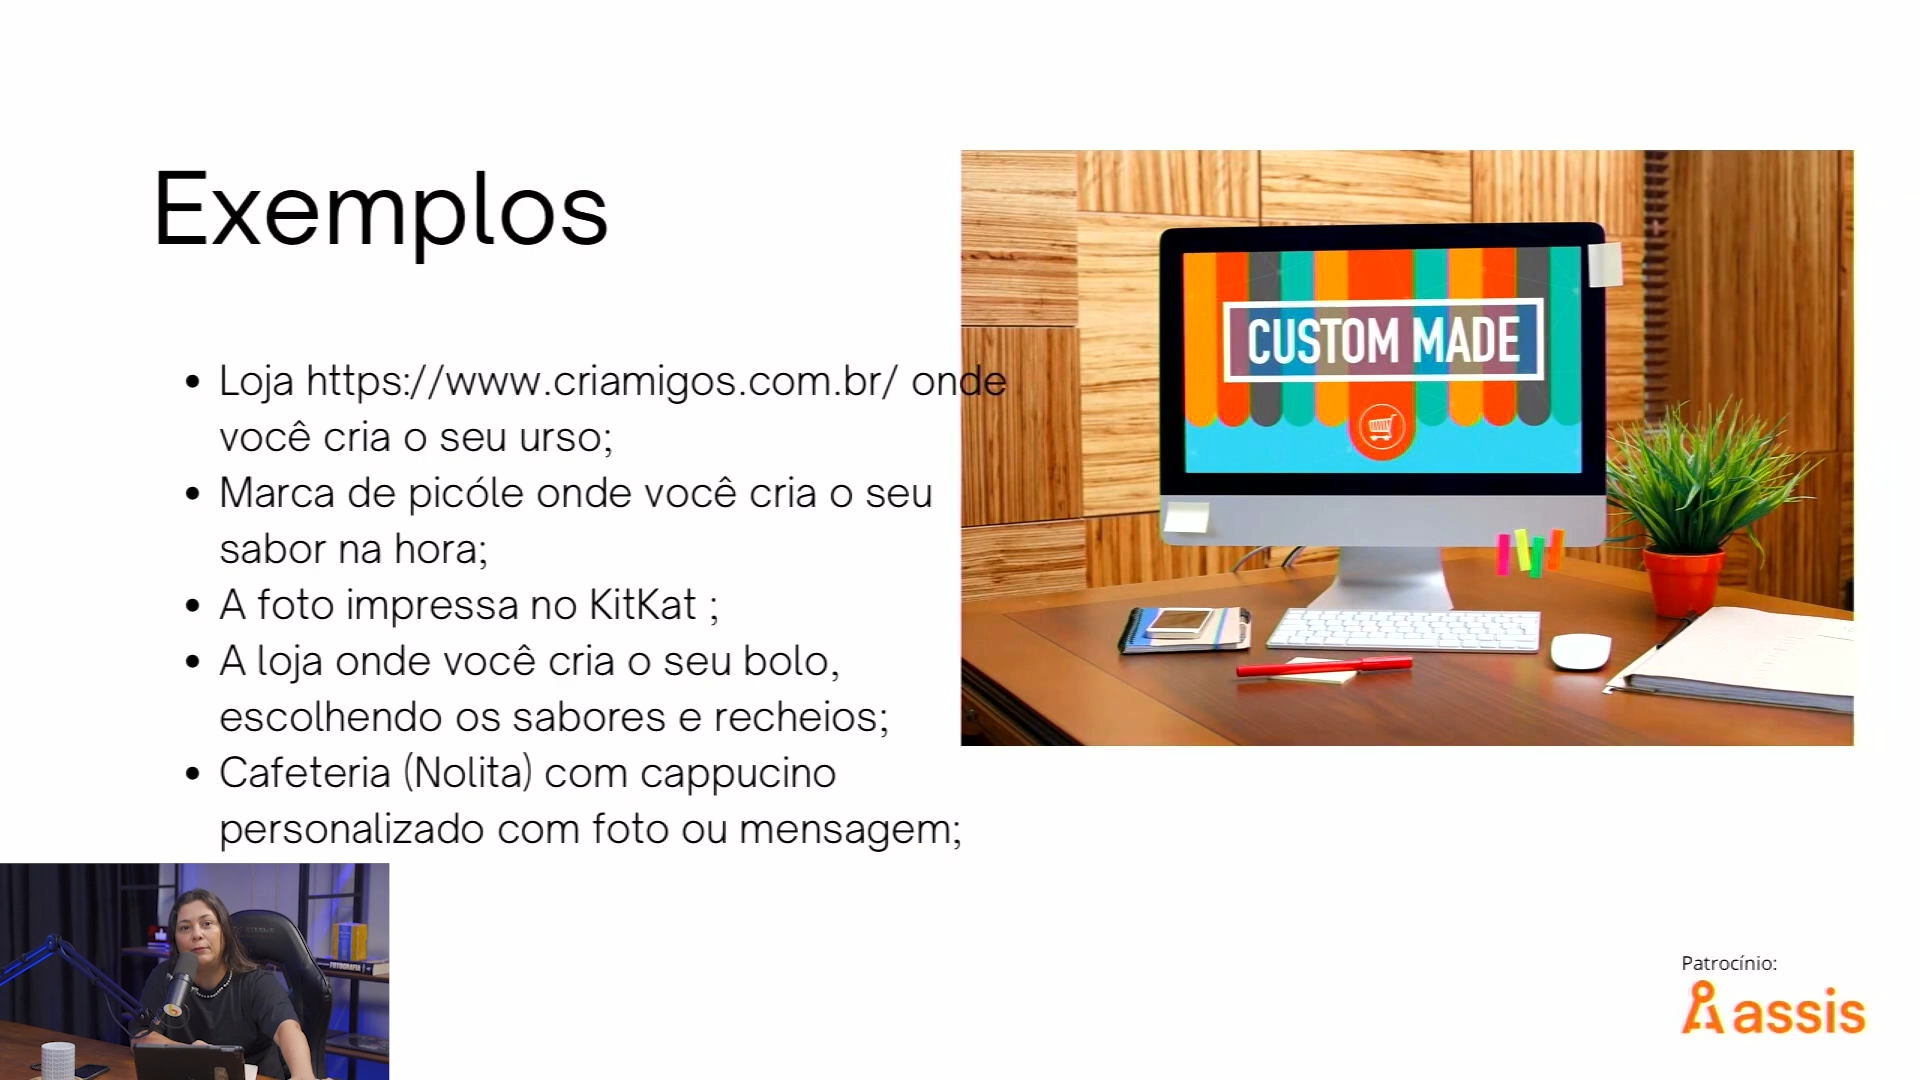 Exemplos
Loja https://www.criamigos.com.br/ onde
você cria o seu urso;
Marca de picóle onde você cria o seu
sabor na hora;
A foto impressa no KitKat ;
A loja onde você cria o seu bolo,
escolhendo os sabores e recheios;
Cafeteria (Nolita) com cappucino
personalizado com foto ou mensagem;
CUSTOM MADE
FOTOGRAFIA
Patrocínio:
assis